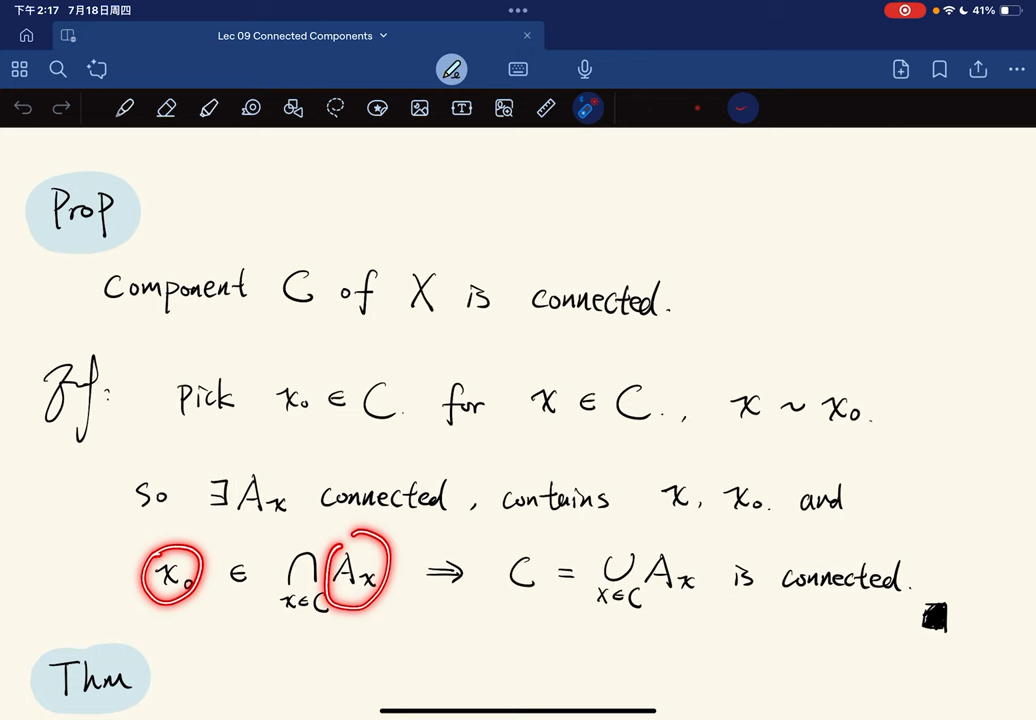 下午2:17 7月18日周四
41%
Lec 09 Connected Components
Prop
Component C of X is connected.
Pf: Pick x₀ ∈ C. for x ∈ C., x ~ x₀.
So ∃ Aₓ connected, contains x, x₀. and
x₀ ∈ ∩_{x∈C} Aₓ ⇒ C = ∪_{x∈C} Aₓ is connected.
Thm